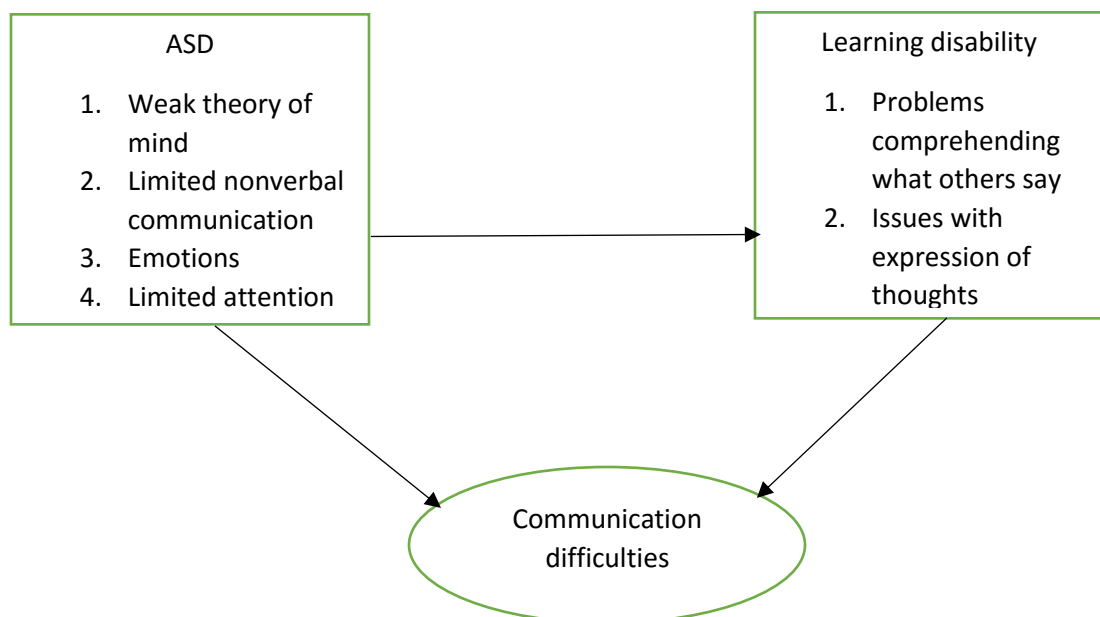 ASD
1. Weak theory of
mind
2. Limited nonverbal
communication
3. Emotions
4. Limited attention
Learning disability
1. Problems
comprehending
what others say
2. Issues with
expression of
thoughts
Communication
difficulties